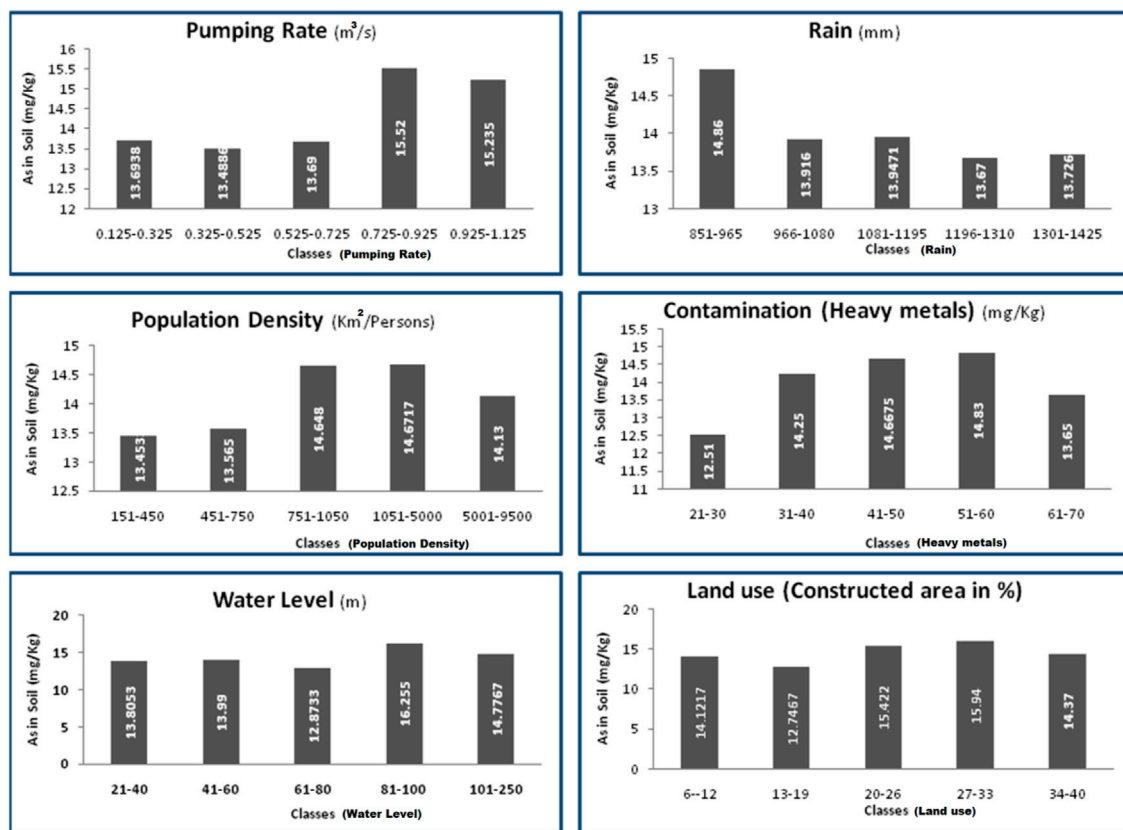 Pumping Rate (m³/s)
As in Soil (mg/Kg)
16
15.5
15
14.5
14
13.5
13
12.5
12
13.6938
13.4886
13.69
15.52
15.235
0.125-0.325 0.325-0.525 0.525-0.725 0.725-0.925 0.925-1.125
Classes (Pumping Rate)
Rain (mm)
As in Soil (mg/Kg)
15
14.5
14
13.5
13
14.86
13.916
13.9471
13.67
13.726
851-965 966-1080 1081-1195 1196-1310 1301-1425
Classes (Rain)
Population Density (Km²/Persons)
As in Soil (mg/Kg)
15
14.5
14
13.5
13
12.5
13.453
13.565
14.648
14.6717
14.13
151-450 451-750 751-1050 1051-5000 5001-9500
Classes (Population Density)
Contamination (Heavy metals) (mg/Kg)
As in Soil (mg/Kg)
15.5
15
14.5
14
13.5
13
12.5
12
11.5
11
12.51
14.25
14.6675
14.83
13.65
21-30 31-40 41-50 51-60 61-70
Classes (Heavy metals)
Water Level (m)
As in Soil (mg/Kg)
20
15
10
5
0
13.8053
13.99
12.8733
16.255
14.7767
21-40 41-60 61-80 81-100 101-250
Classes (Water Level)
Land use (Constructed area in %)
As in Soil (mg/Kg)
20
15
10
5
0
14.1217
12.7467
15.422
15.94
14.37
6--12 13-19 20-26 27-33 34-40
Classes (Land use)